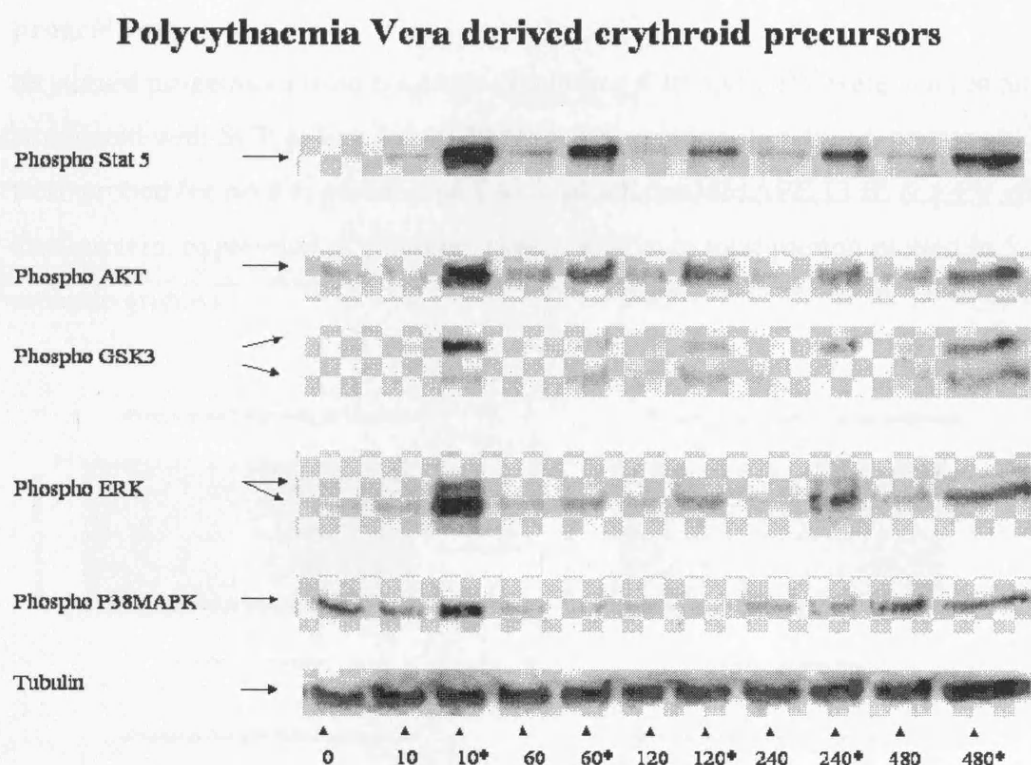 Polycythaemia Vera derived erythroid precursors
Phospho Stat 5
Phospho AKT
Phospho GSK3
Phospho ERK
Phospho P38MAPK
Tubulin
0 10 10* 60 60* 120 120* 240 240* 480 480*